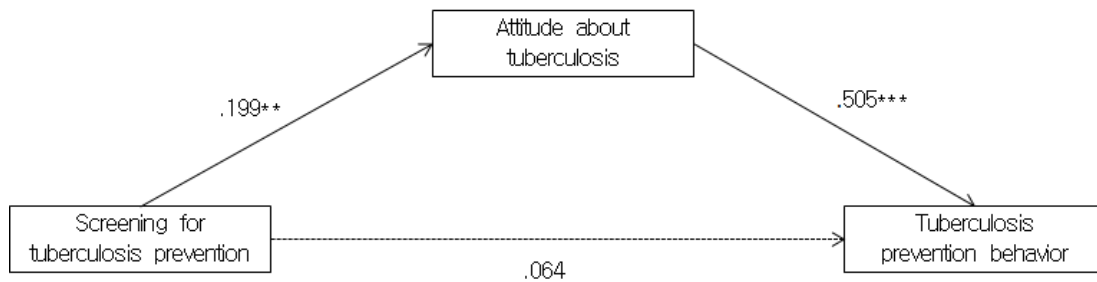 Attitude about
tuberculosis
.199**
.505***
Screening for
tuberculosis prevention
Tuberculosis
prevention behavior
.064